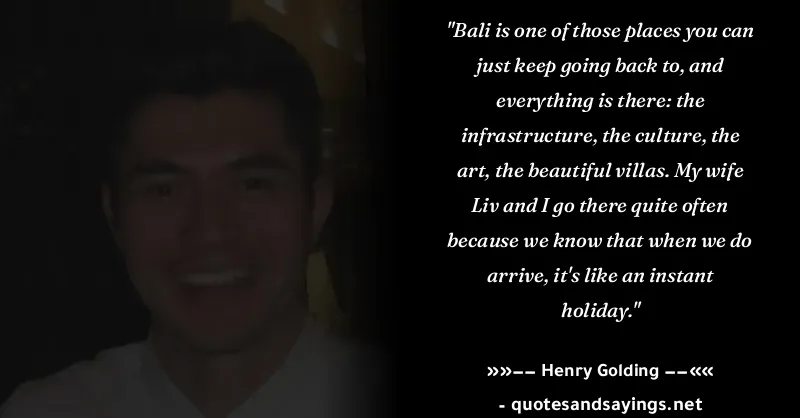 "Bali is one of those places you can
just keep going back to, and
everything is there: the
infrastructure, the culture, the
art, the beautiful villas. My wife
Liv and I go there quite often
because we know that when we do
arrive, it's like an instant
holiday."
»»–– Henry Golding ––««
- quotesandsayings.net